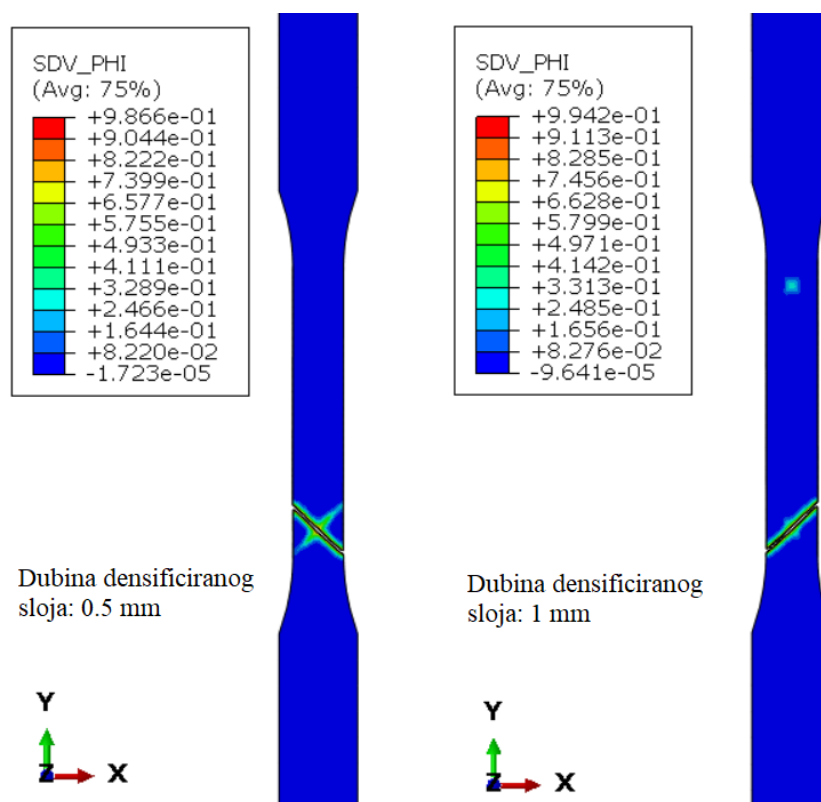 SDV_PHI
(Avg: 75%)
+9.866e-01
+9.044e-01
+8.222e-01
+7.399e-01
+6.577e-01
+5.755e-01
+4.933e-01
+4.111e-01
+3.289e-01
+2.466e-01
+1.644e-01
+8.220e-02
-1.723e-05
Dubina densificiranog
sloja: 0.5 mm
Y
Z
X
SDV_PHI
(Avg: 75%)
+9.942e-01
+9.113e-01
+8.285e-01
+7.456e-01
+6.628e-01
+5.799e-01
+4.971e-01
+4.142e-01
+3.313e-01
+2.485e-01
+1.656e-01
+8.276e-02
-9.641e-05
Dubina densificiranog
sloja: 1 mm
Y
Z
X